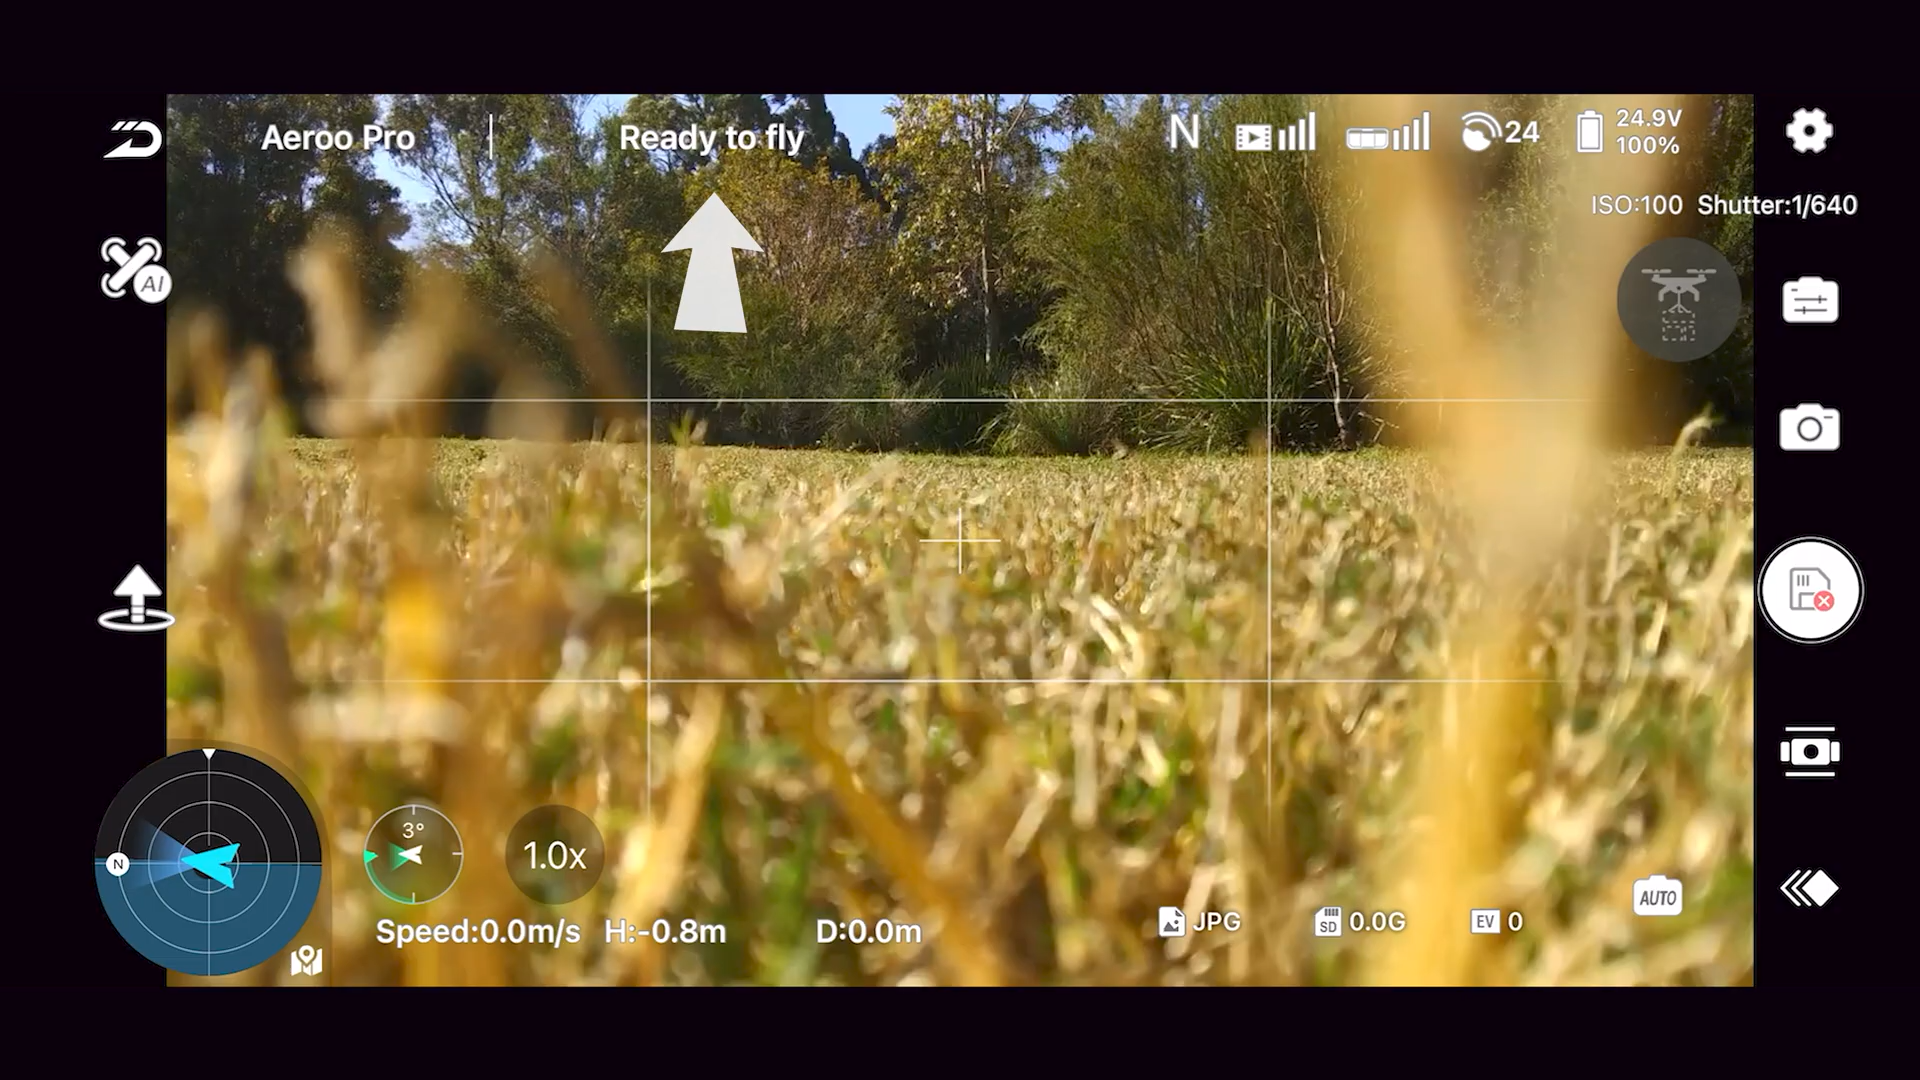 Aeroo Pro
Ready to fly
N
24
24.9V
100%
ISO:100 Shutter:1/640
AI
N
3°
1.0x
Speed:0.0m/s H:-0.8m D:0.0m
JPG
SD 0.0G
EV 0
AUTO